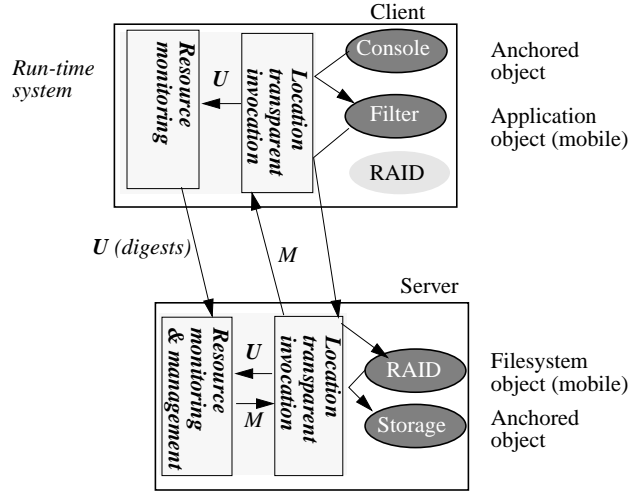 Client
Run-time
system
Resource
monitoring
U
Location
transparent
invocation
Console
Filter
RAID
Anchored
object
Application
object (mobile)
U (digests)
M
Server
Resource
monitoring
& management
U
M
Location
transparent
invocation
RAID
Storage
Filesystem
object (mobile)
Anchored
object